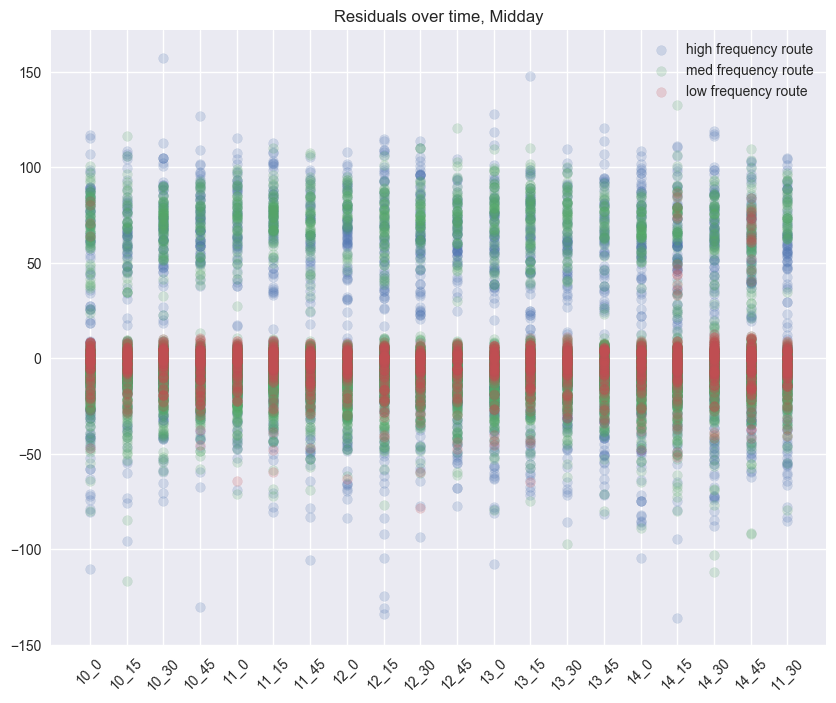 Residuals over time, Midday
high frequency route
med frequency route
low frequency route
150
100
50
0
−50
−100
−150
10_0 10_15 10_30 10_45 11_0 11_15 11_45 12_0 12_15 12_30 12_45 13_0 13_15 13_30 13_45 14_0 14_15 14_30 14_45 11_30